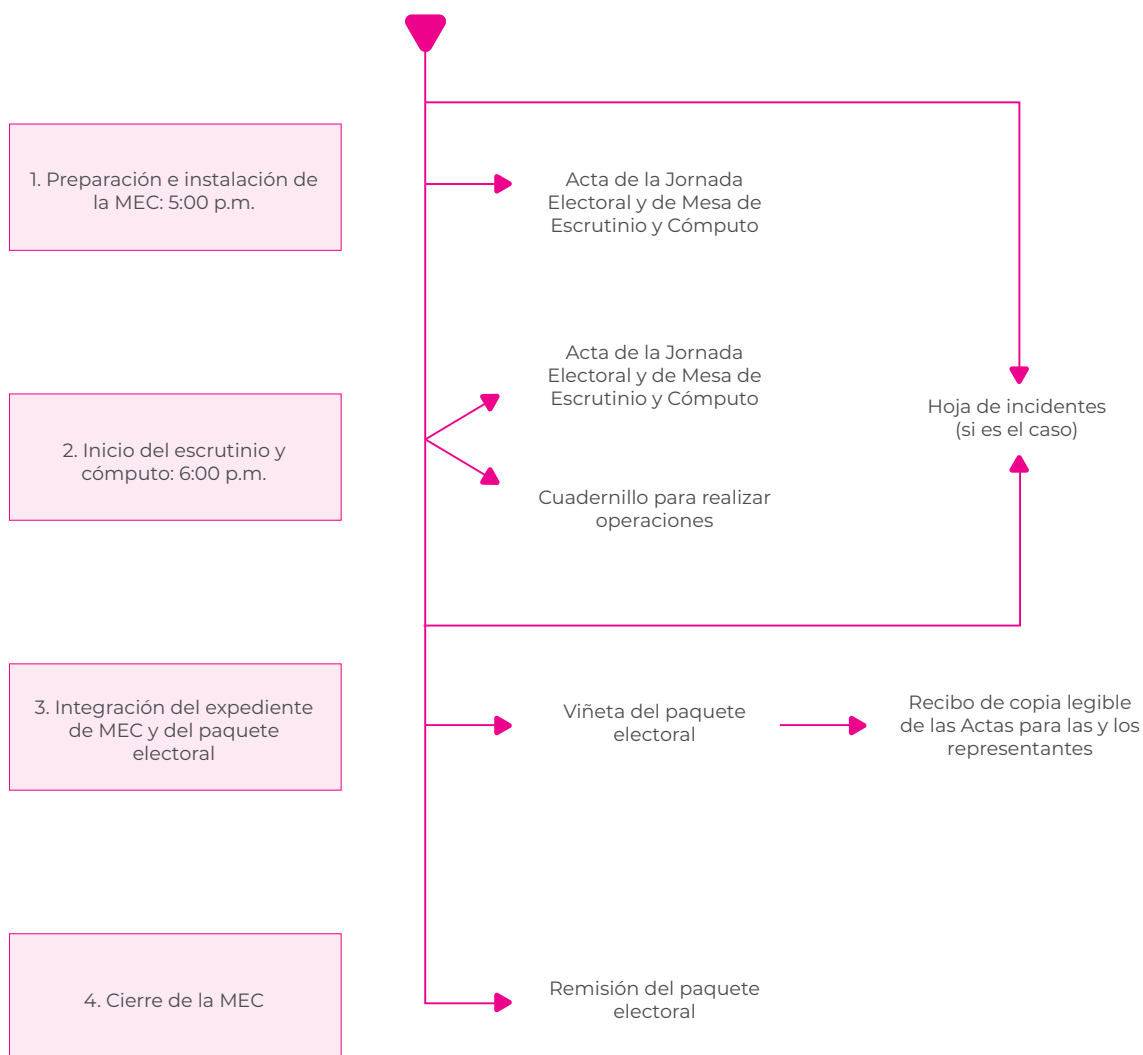 1. Preparación e instalación de
la MEC: 5:00 p.m.
Acta de la Jornada
Electoral y de Mesa de
Escrutinio y Cómputo
2. Inicio del escrutinio y
cómputo: 6:00 p.m.
Acta de la Jornada
Electoral y de Mesa de
Escrutinio y Cómputo
Cuadernillo para realizar
operaciones
Hoja de incidentes
(si es el caso)
3. Integración del expediente
de MEC y del paquete
electoral
Viñeta del paquete
electoral
Recibo de copia legible
de las Actas para las y los
representantes
4. Cierre de la MEC
Remisión del paquete
electoral